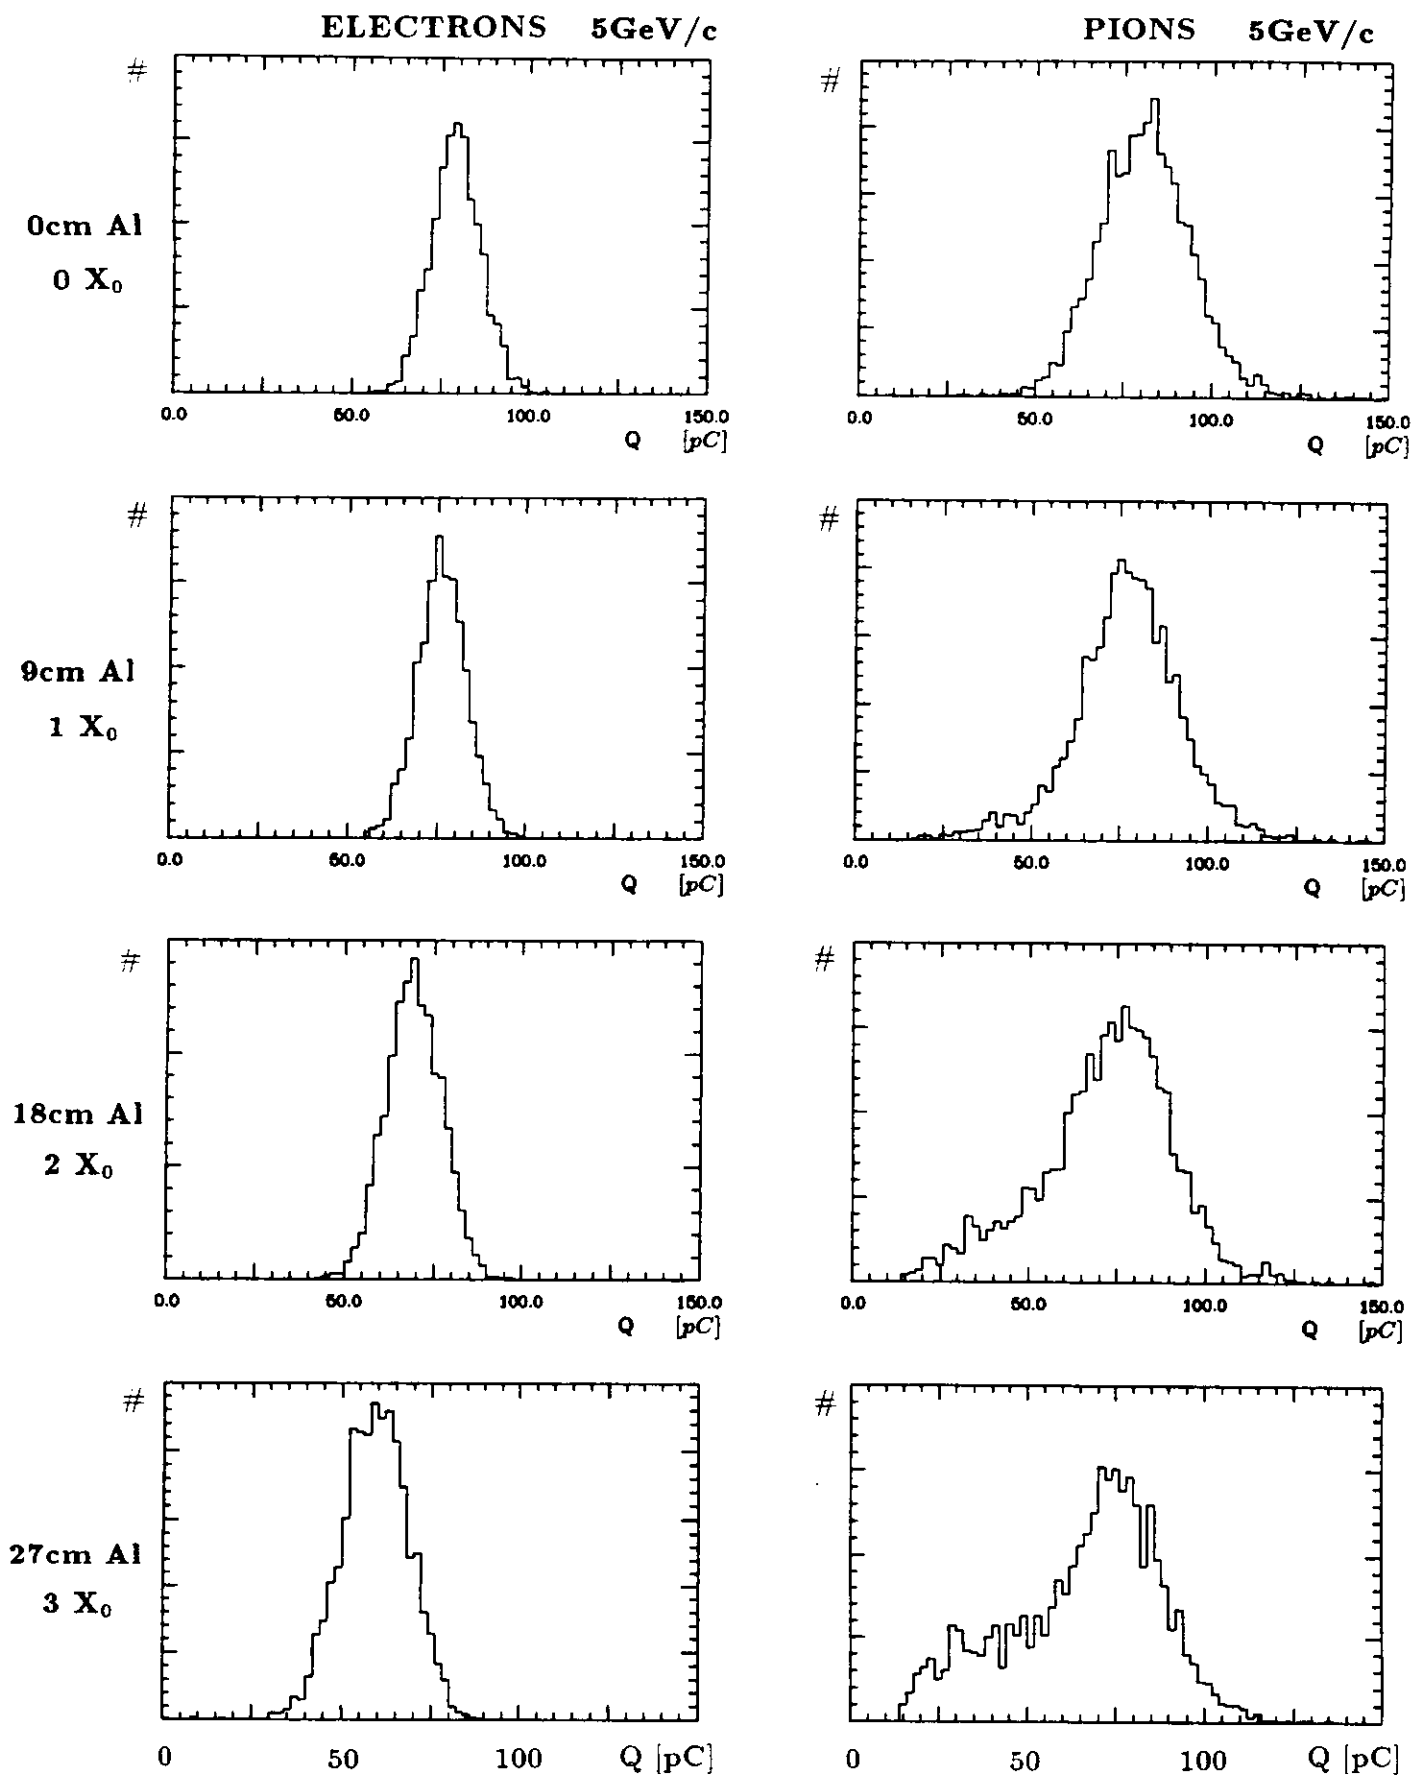 ELECTRONS 5GeV/c PIONS 5GeV/c
# #
0cm Al
0 X₀
0.0 50.0 100.0 150.0 0.0 50.0 100.0 150.0
Q [pC] Q [pC]
# #
9cm Al
1 X₀
0.0 50.0 100.0 150.0 0.0 50.0 100.0 150.0
Q [pC] Q [pC]
# #
18cm Al
2 X₀
0.0 50.0 100.0 150.0 0.0 50.0 100.0 150.0
Q [pC] Q [pC]
# #
27cm Al
3 X₀
0 50 100 Q [pC] 0 50 100 Q [pC]